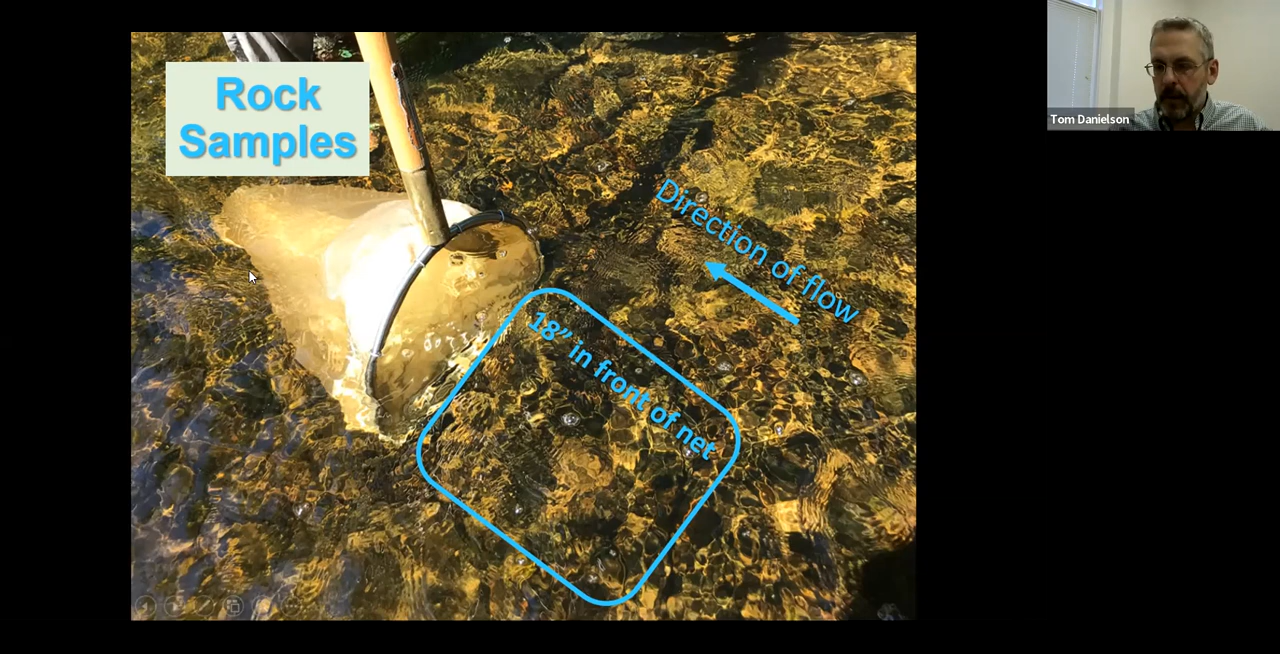 Rock
Samples
Tom Danielson
Direction of flow
18” in front of net